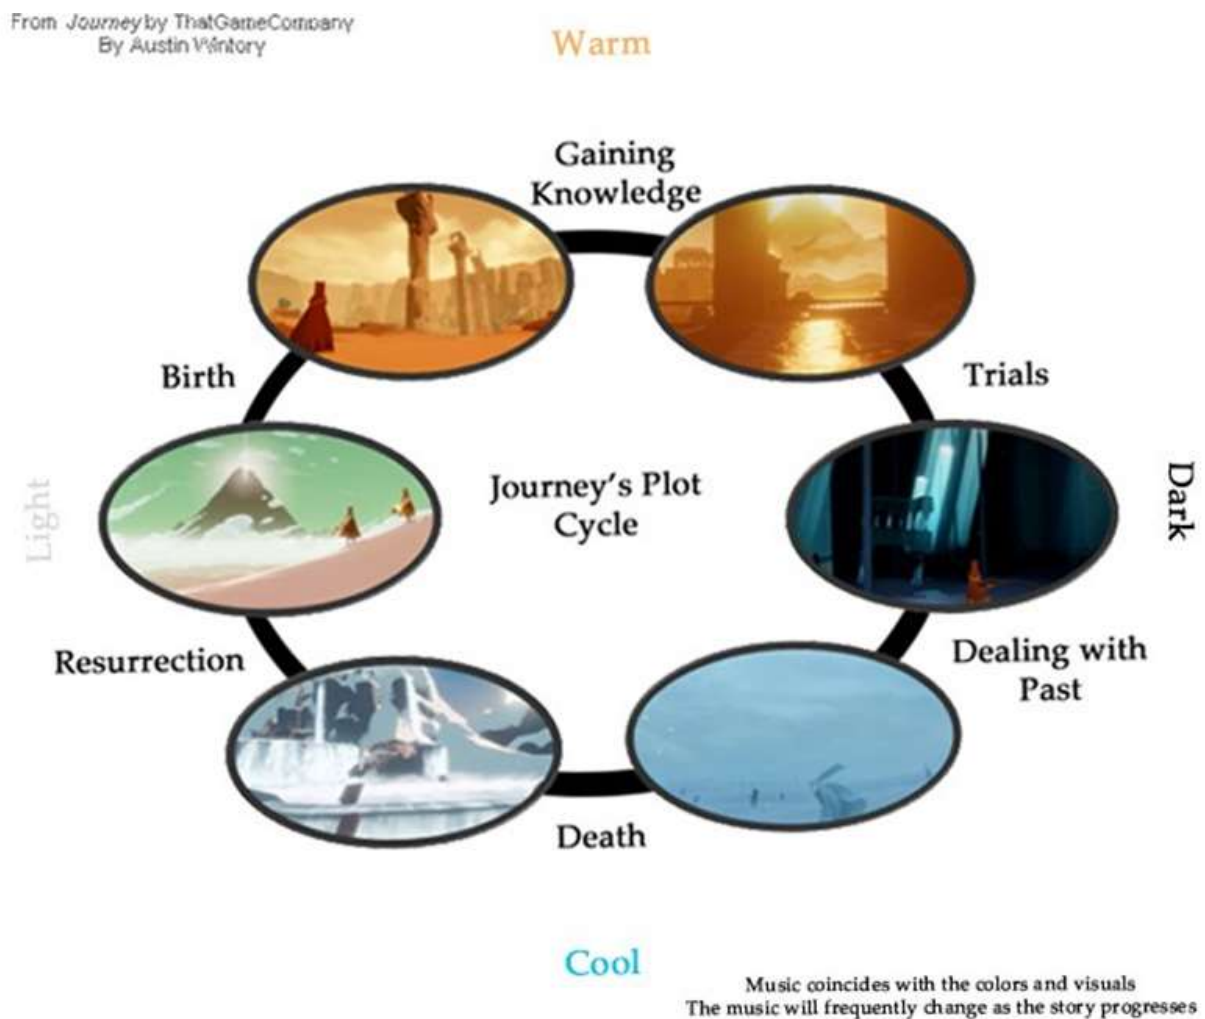 From Journey by ThatGameCompany
By Austin Wintory
Warm
Gaining
Knowledge
Birth
Trials
Light
Journey's Plot
Cycle
Dark
Resurrection
Dealing with
Past
Death
Cool
Music coincides with the colors and visuals
The music will frequently change as the story progresses